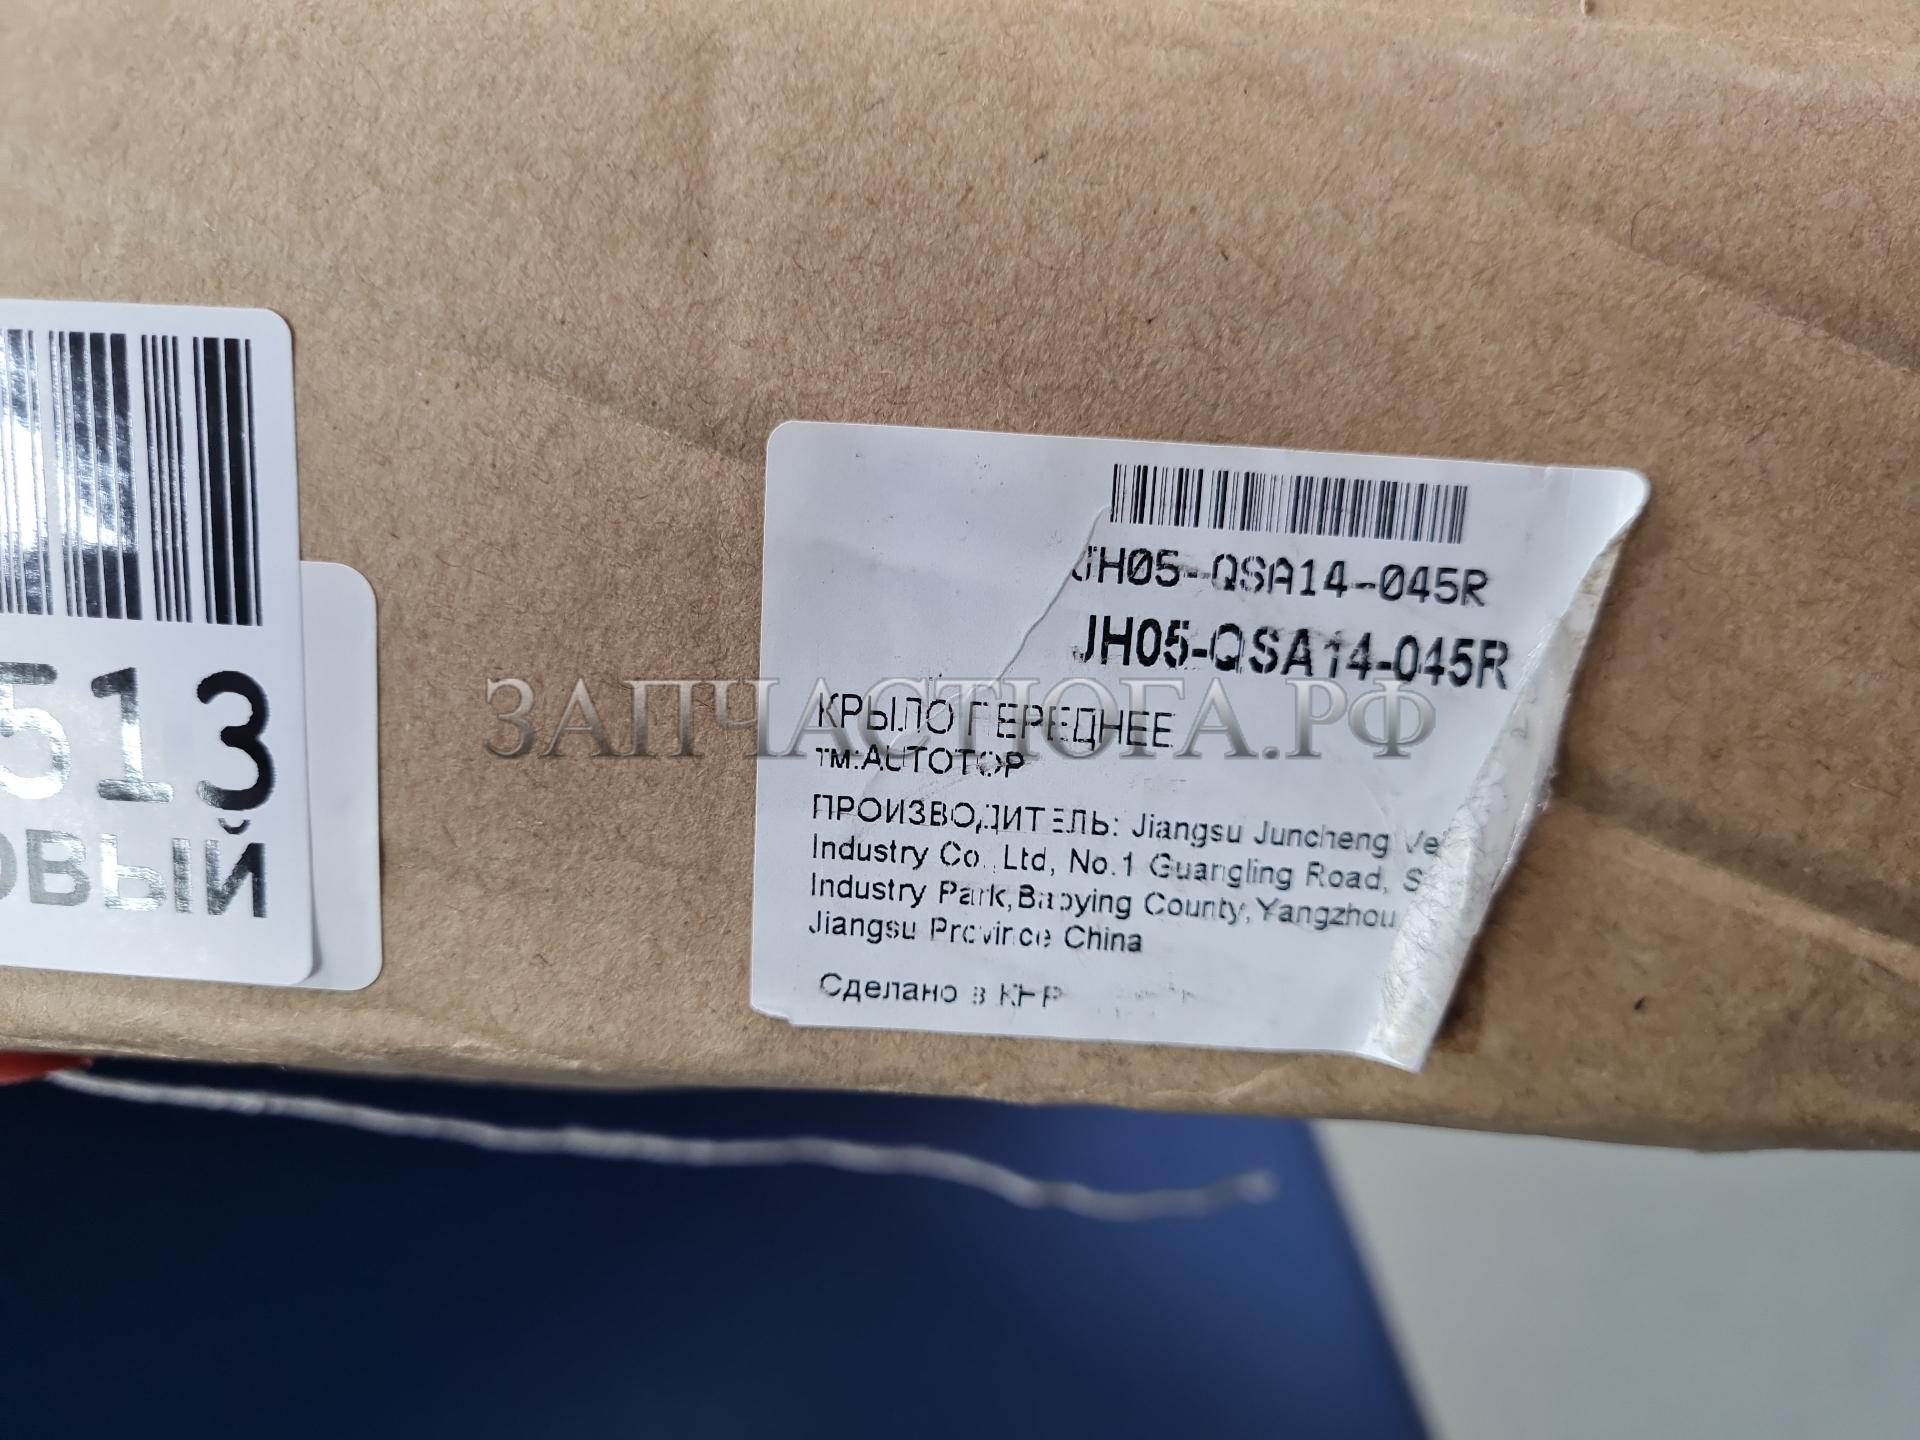 513
ОВЫЙ
JH05-QSA14-045R
JH05-QSA14-045R
КРЫЛО ПЕРЕДНЕЕ
тм:AUTOTOP
ПРОИЗВОДИТЕЛЬ: Jiangsu Juncheng Ve
Industry Co., Ltd, No.1 Guangling Road, S
Industry Park,Baoying County,Yangzhou
Jiangsu Province China
Сделано в КНР
ЗАПЧАСТЮГА.РФ